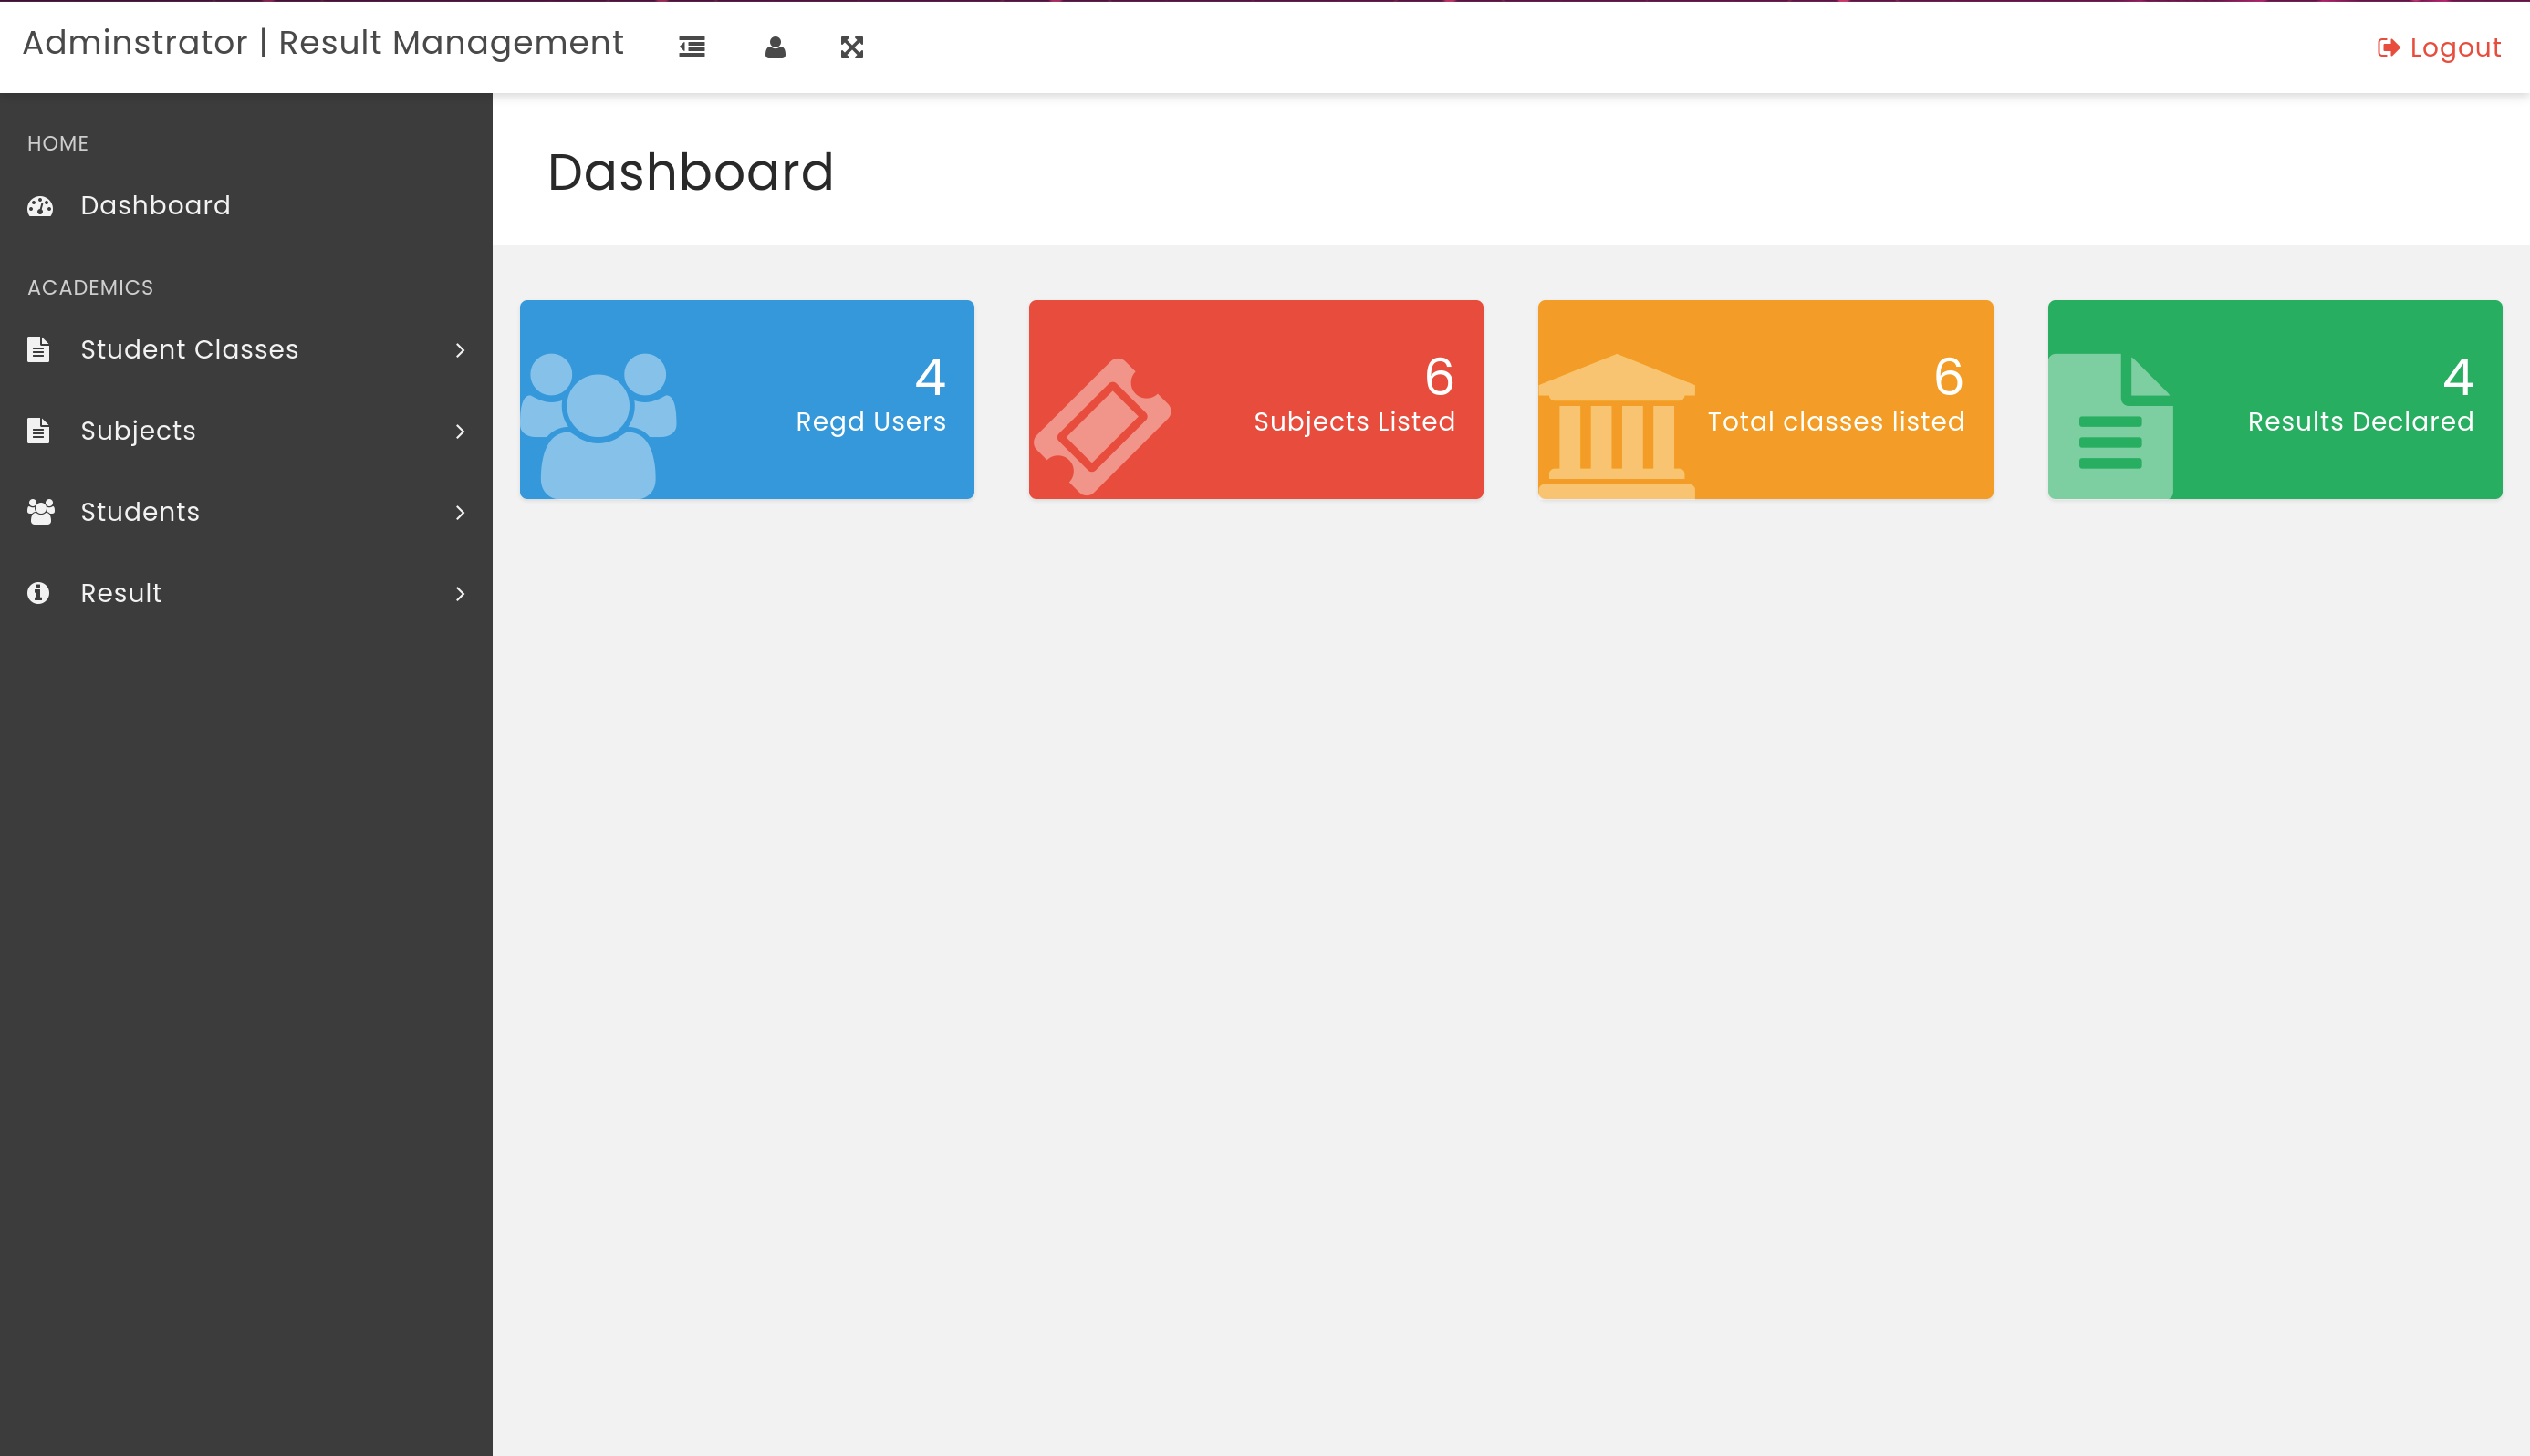 Adminstrator | Result Management
Logout
HOME
Dashboard
ACADEMICS
Student Classes
Subjects
Students
Result
Dashboard
4
Regd Users
6
Subjects Listed
6
Total classes listed
4
Results Declared